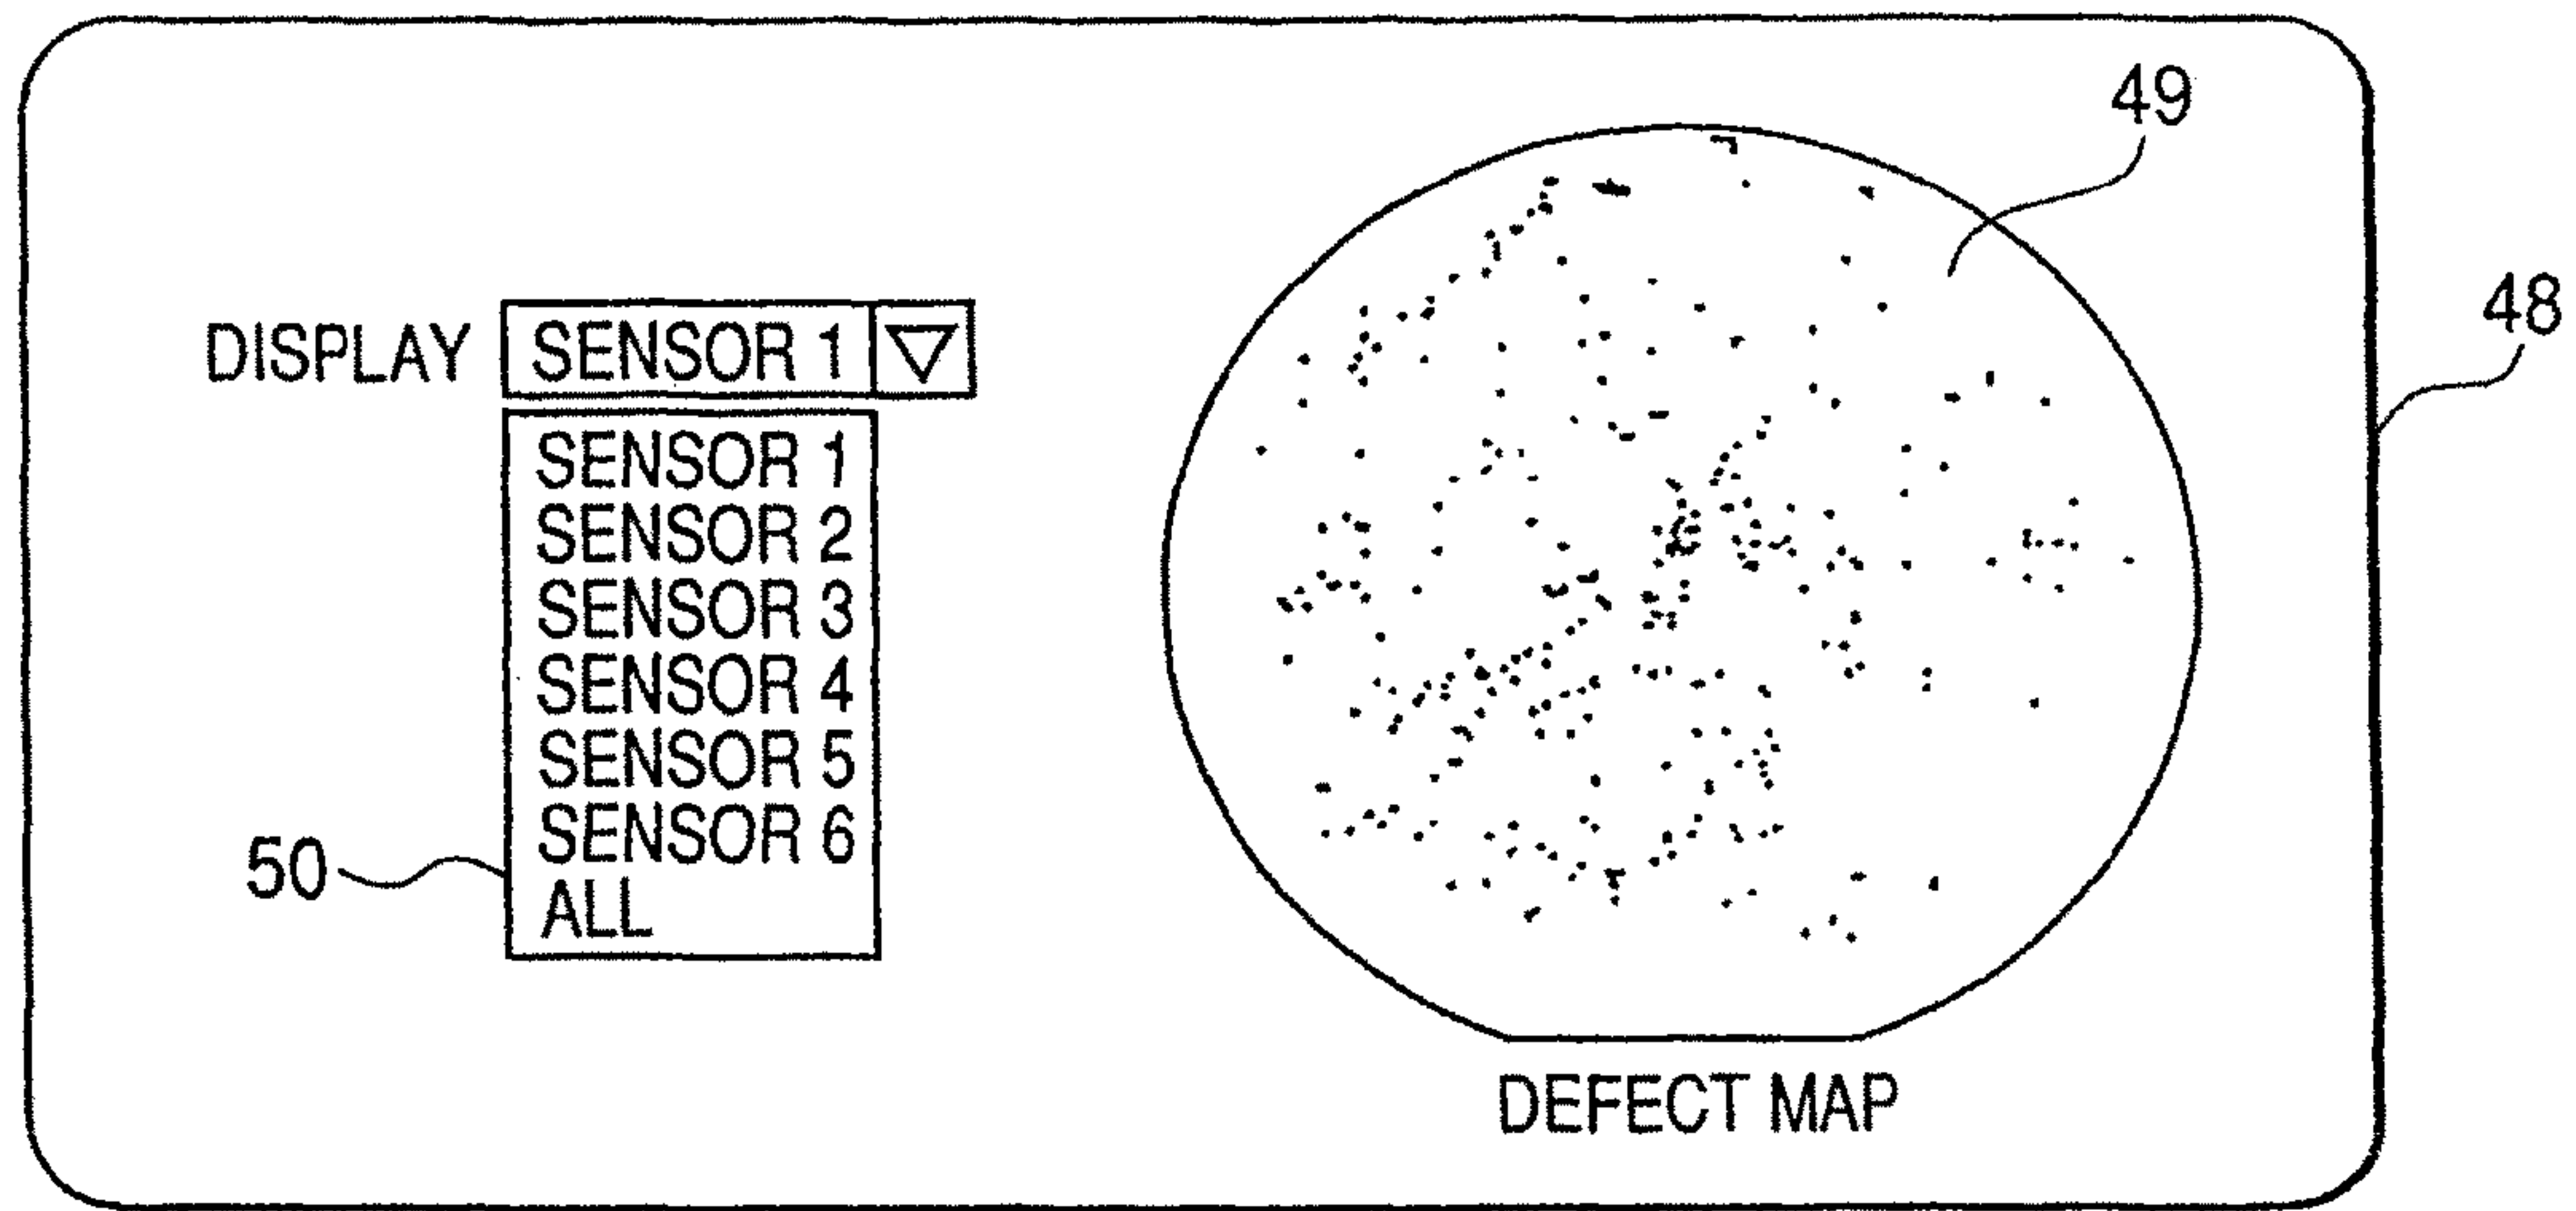 49
48
DISPLAY SENSOR 1
SENSOR 1
SENSOR 2
SENSOR 3
SENSOR 4
SENSOR 5
SENSOR 6
50
ALL
DEFECT MAP